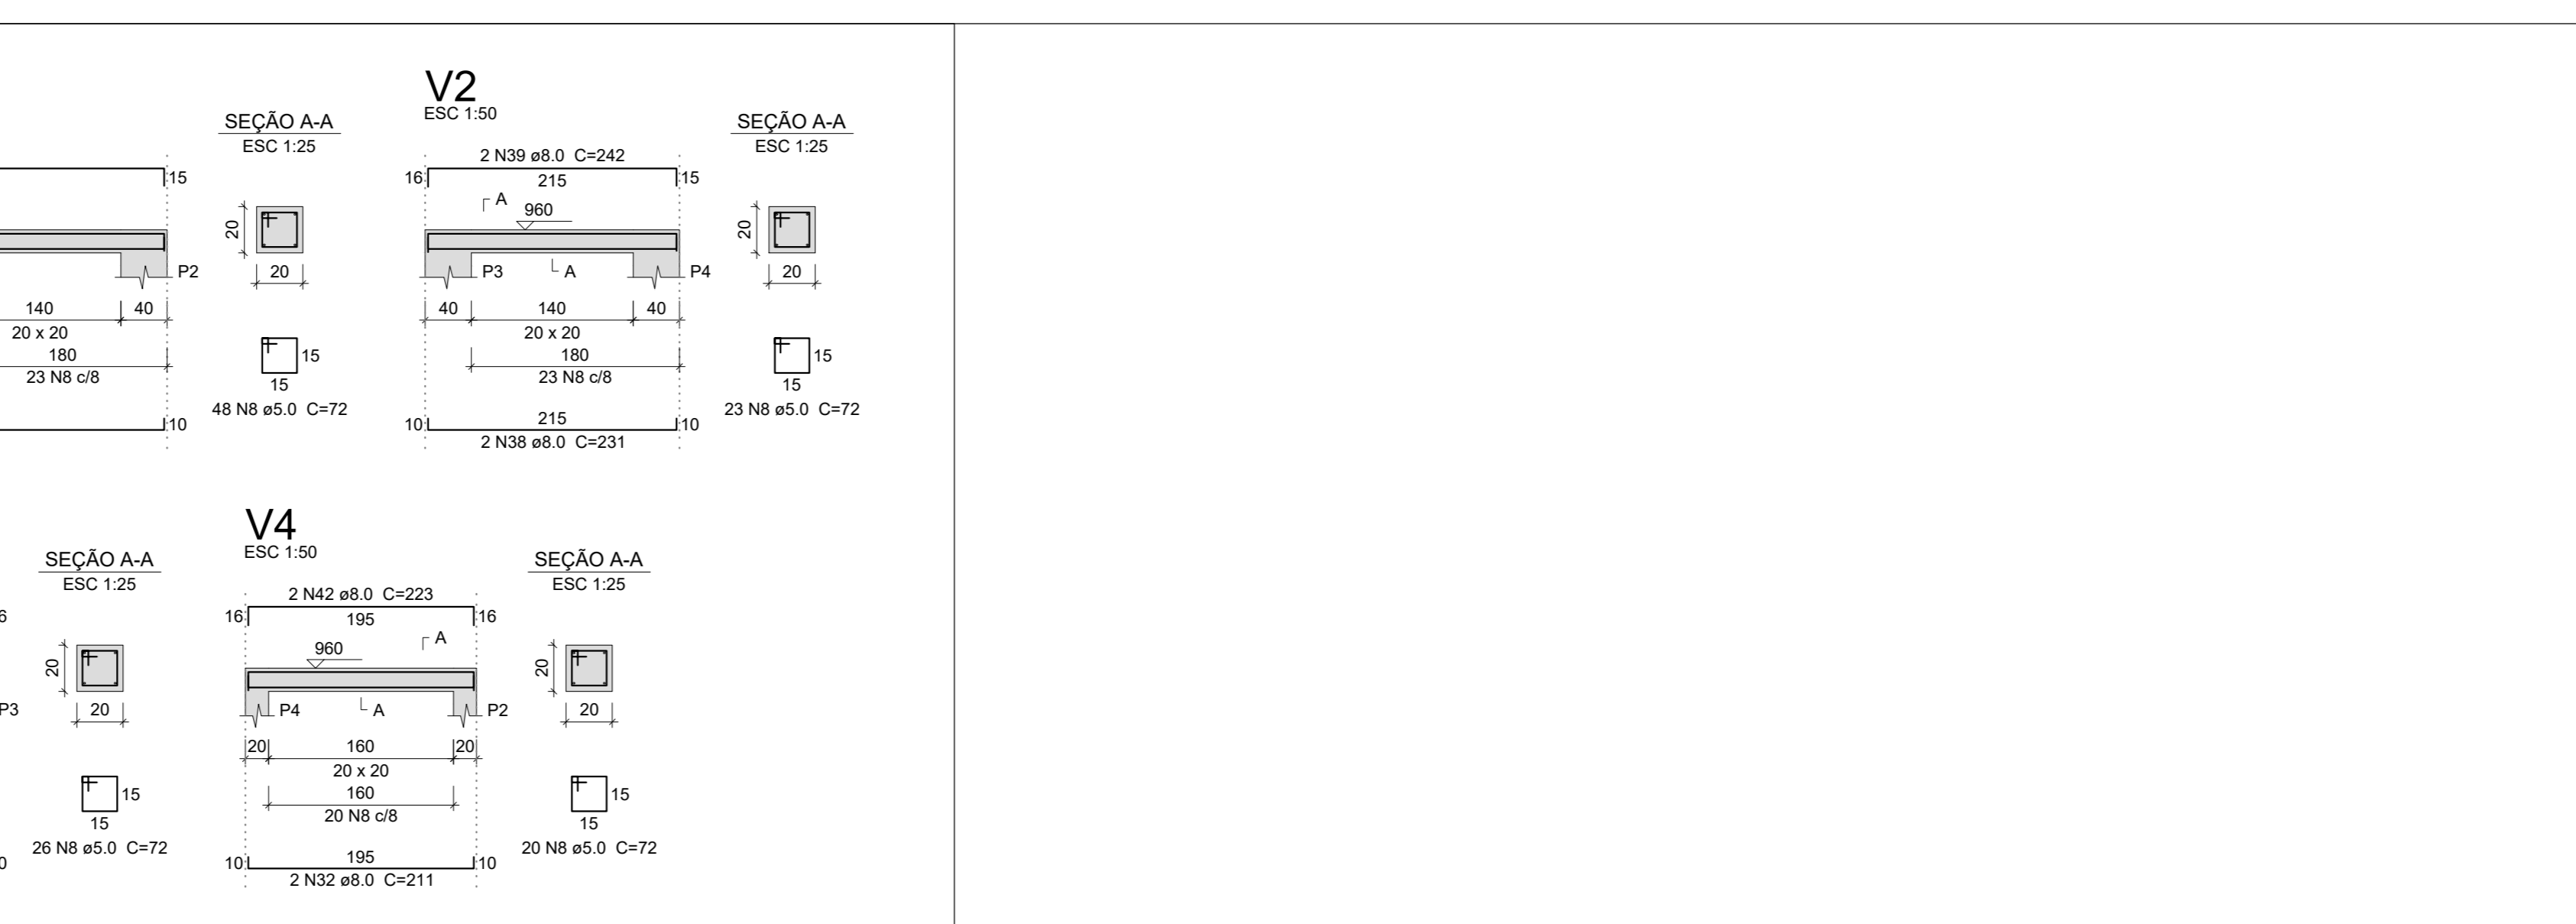 SEÇÃO A-A
ESC 1:25
15
20
P2
20
140
40
20 x 20
180
23 N8 c/8
15
15
48 N8 ø5.0 C=72
10
V2
ESC 1:50
2 N39 ø8.0 C=242
16
215
15
A
960
P3
A
P4
40
140
40
20 x 20
180
23 N8 c/8
215
10
10
2 N38 ø8.0 C=231
SEÇÃO A-A
ESC 1:25
20
20
15
15
23 N8 ø5.0 C=72
SEÇÃO A-A
ESC 1:25
6
20
P3
20
15
15
26 N8 ø5.0 C=72
0
V4
ESC 1:50
2 N42 ø8.0 C=223
16
195
16
A
960
P4
A
P2
20
160
20
20 x 20
160
20 N8 c/8
195
10
10
2 N32 ø8.0 C=211
SEÇÃO A-A
ESC 1:25
20
20
15
15
20 N8 ø5.0 C=72